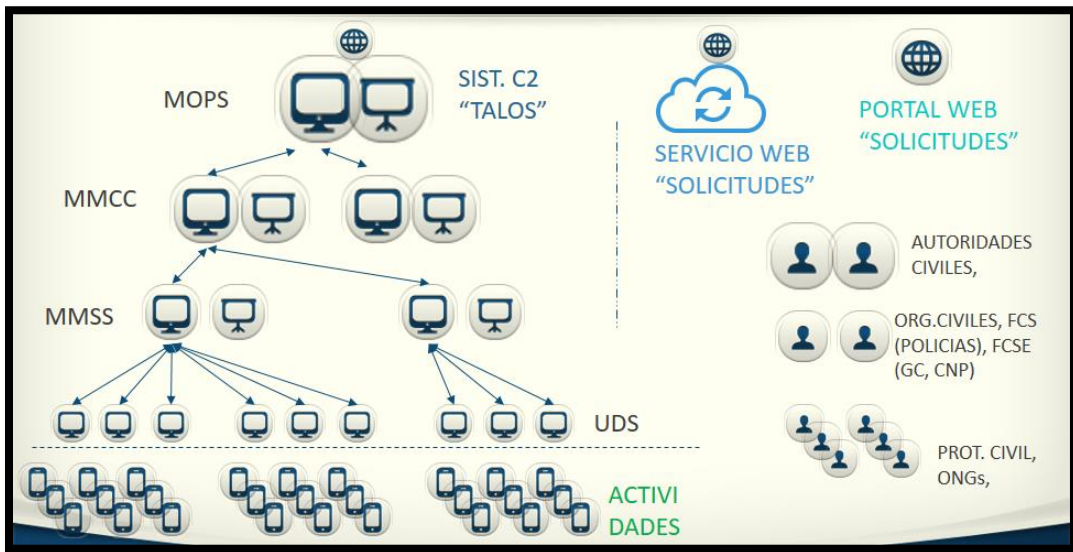 MOPS
SIST. C2
“TALOS”
SERVICIO WEB
“SOLICITUDES”
PORTAL WEB
“SOLICITUDES”
MMCC
AUTORIDADES
CIVILES,
MMSS
ORG.CIVILES, FCS
(POLICIAS), FCSE
(GC, CNP)
UDS
PROT. CIVIL,
ONGs,
ACTIVI
DADES